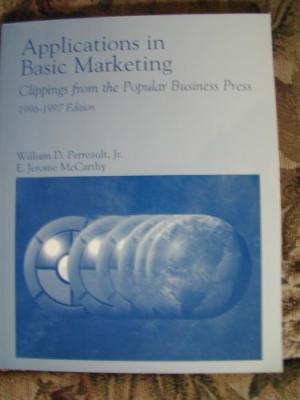 Applications in
Basic Marketing
Clippings from the Popular Business Press
1996-1997 Edition
William D. Perreault, Jr.
E. Jerome McCarthy